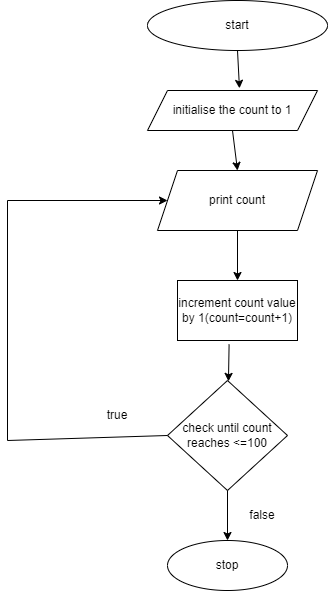 start
initialise the count to 1
print count
increment count value
by 1(count=count+1)
true
check until count
reaches <=100
false
stop